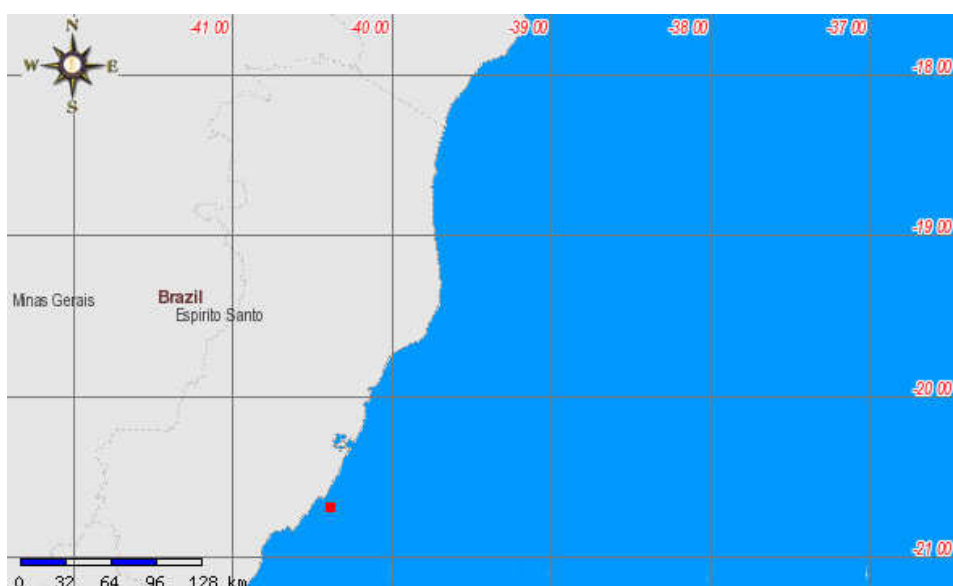 -41 00 -40 00 -39 00 -38 00 -37 00
N
W E
S
-18 00
-19 00
Minas Gerais Brazil
Espirito Santo
-20 00
-21 00
0 32 64 96 128 km